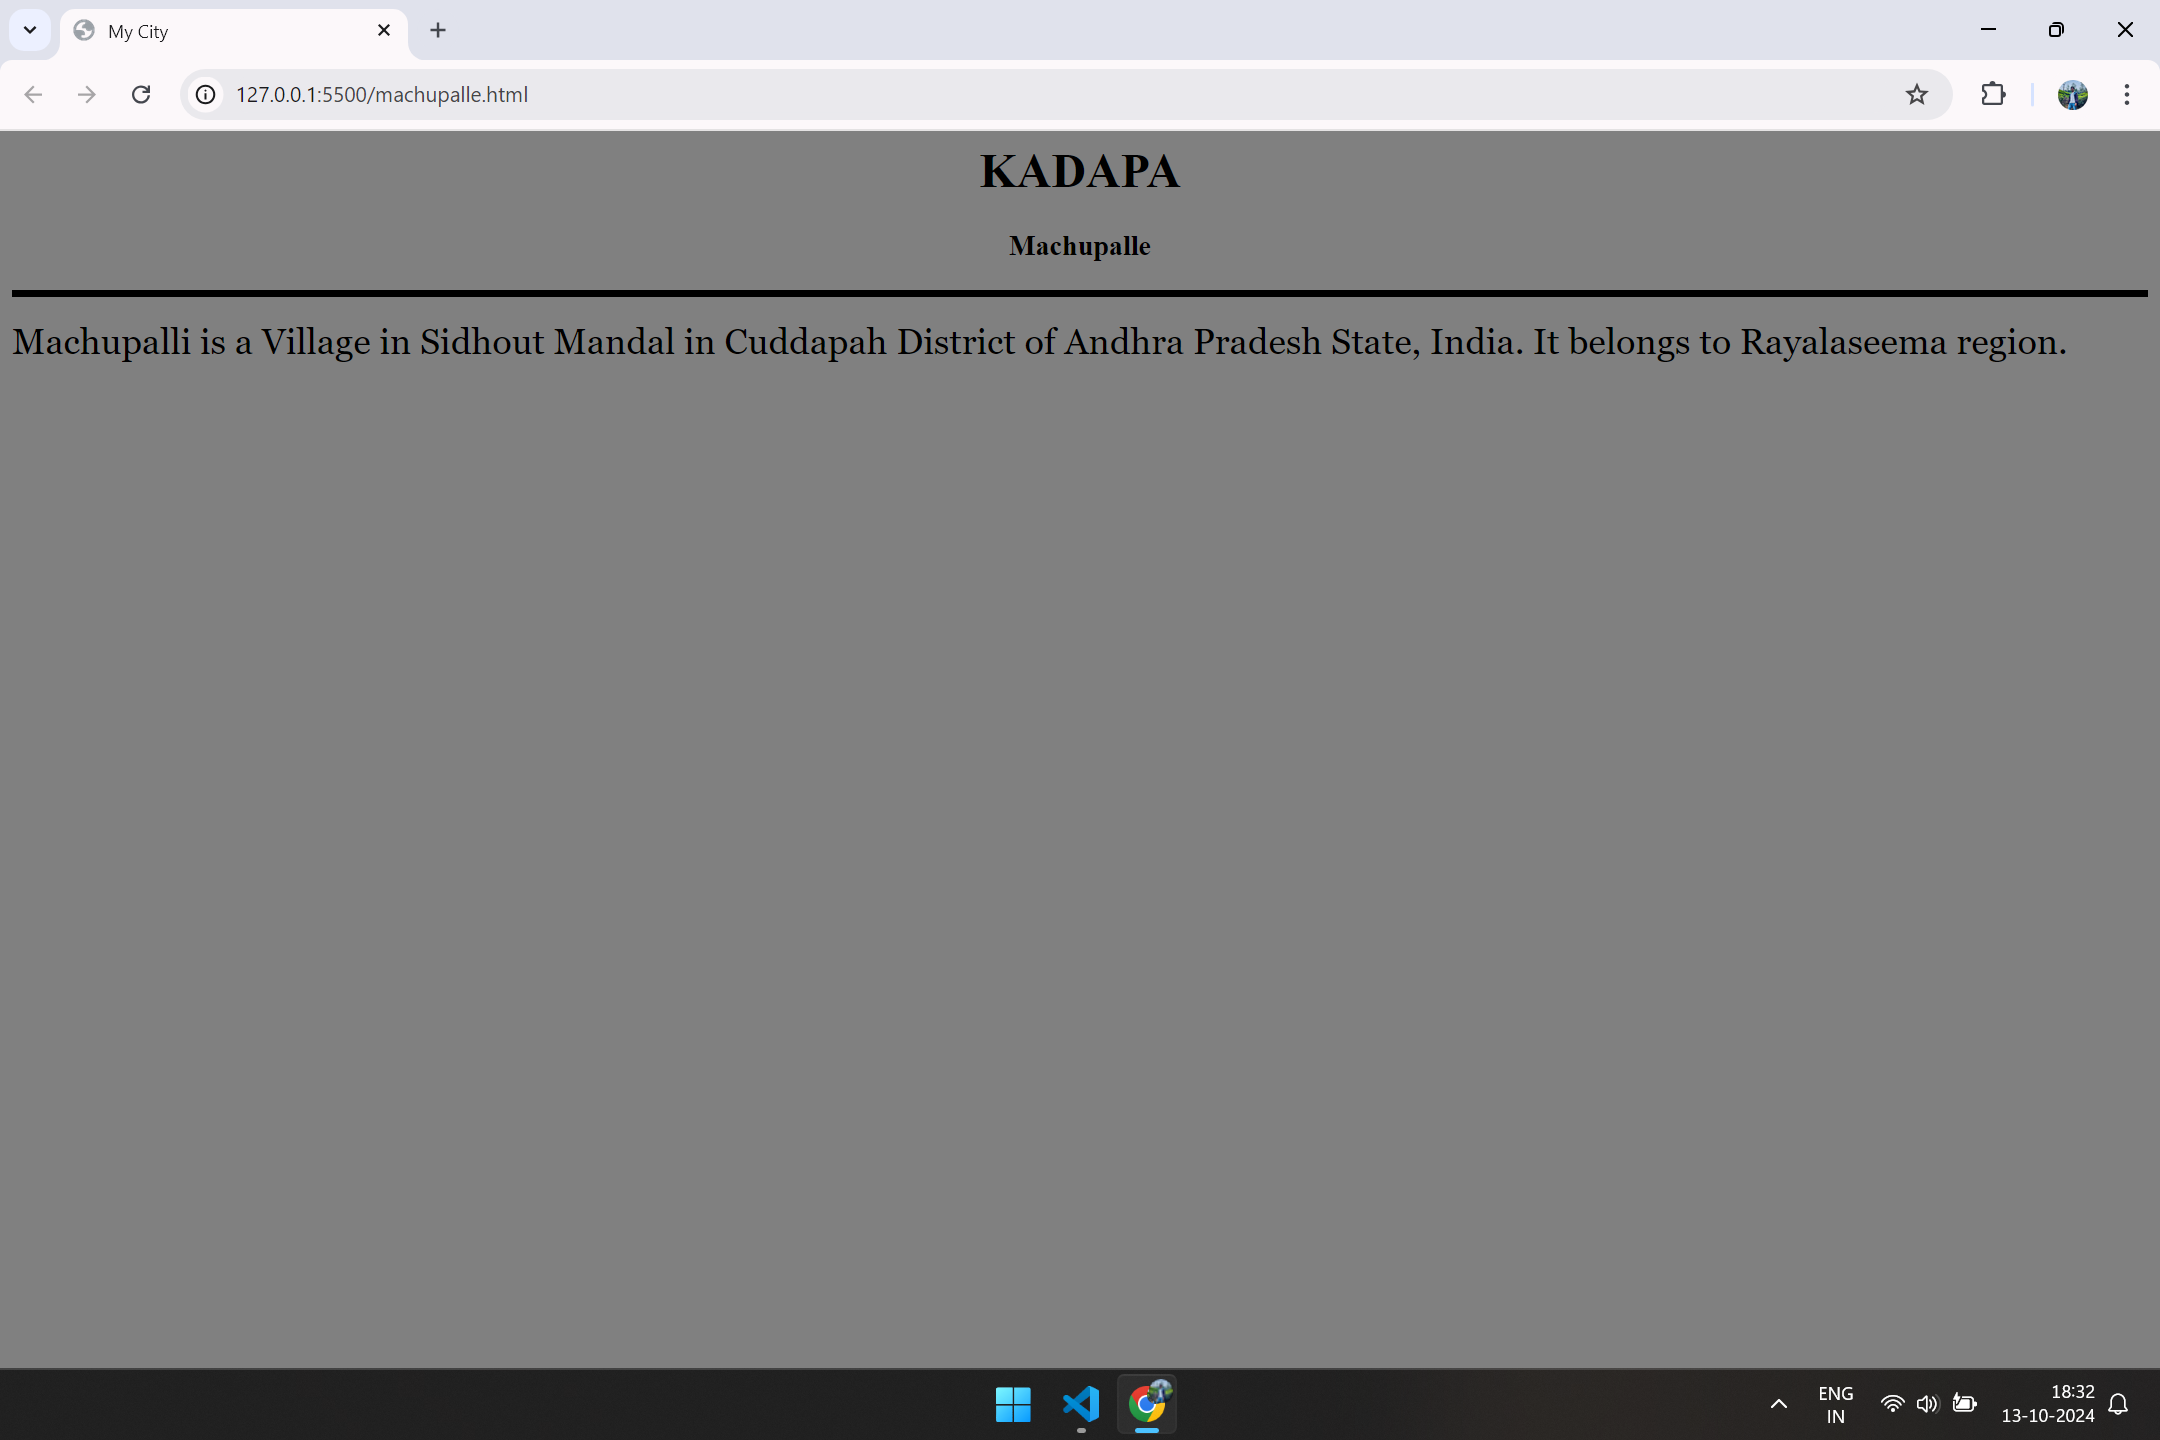 My City
127.0.0.1:5500/machupalle.html
KADAPA
Machupalle
Machupalli is a Village in Sidhout Mandal in Cuddapah District of Andhra Pradesh State, India. It belongs to Rayalaseema region.
ENG
IN
18:32
13-10-2024